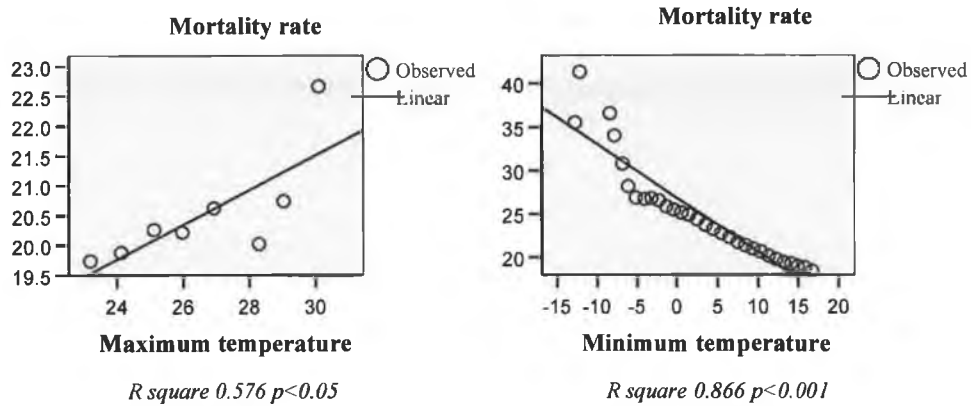 Mortality rate
23.0
22.5
22.0
21.5
21.0
20.5
20.0
19.5
24 26 28 30
Observed
Linear
Maximum temperature
R square 0.576 p<0.05
Mortality rate
40
35
30
25
20
-15 -10 -5 0 5 10 15 20
Observed
Linear
Minimum temperature
R square 0.866 p<0.001